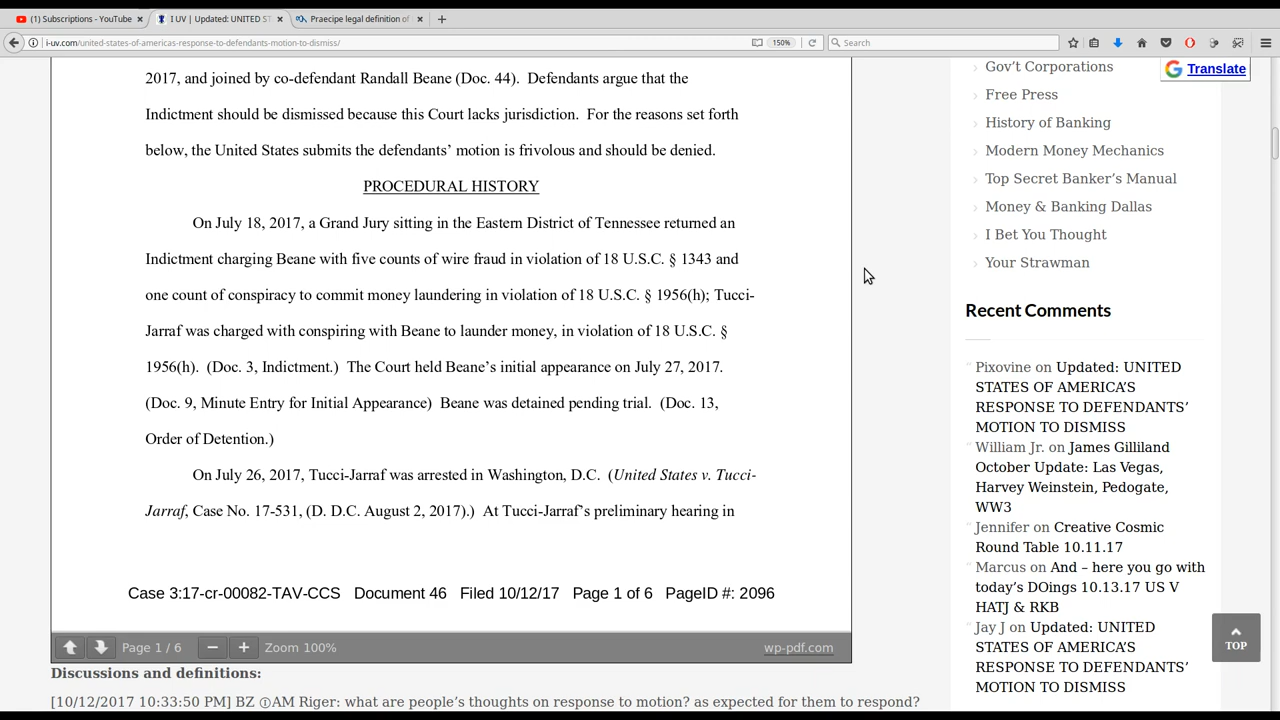 (1) Subscriptions - YouTube
I UV | Updated: UNITED ST
Praecipe legal definition of
i-uv.com/united-states-of-americas-response-to-defendants-motion-to-dismiss/
150%
Search
2017, and joined by co-defendant Randall Beane (Doc. 44).  Defendants argue that the
Indictment should be dismissed because this Court lacks jurisdiction.  For the reasons set forth
below, the United States submits the defendants’ motion is frivolous and should be denied.
PROCEDURAL HISTORY
On July 18, 2017, a Grand Jury sitting in the Eastern District of Tennessee returned an
Indictment charging Beane with five counts of wire fraud in violation of 18 U.S.C. § 1343 and
one count of conspiracy to commit money laundering in violation of 18 U.S.C. § 1956(h); Tucci-
Jarraf was charged with conspiring with Beane to launder money, in violation of 18 U.S.C. §
1956(h).  (Doc. 3, Indictment.)  The Court held Beane’s initial appearance on July 27, 2017.
(Doc. 9, Minute Entry for Initial Appearance)  Beane was detained pending trial.  (Doc. 13,
Order of Detention.)
On July 26, 2017, Tucci-Jarraf was arrested in Washington, D.C.  (United States v. Tucci-
Jarraf, Case No. 17-531, (D. D.C. August 2, 2017).)  At Tucci-Jarraf’s preliminary hearing in
Case 3:17-cr-00082-TAV-CCS   Document 46   Filed 10/12/17   Page 1 of 6   PageID #: 2096
Page 1 / 6
Zoom 100%
wp-pdf.com
Discussions and definitions:
[10/12/2017 10:33:50 PM] BZ ①AM Riger: what are people’s thoughts on response to motion? as expected for them to respond?
Translate
Gov’t Corporations
Free Press
History of Banking
Modern Money Mechanics
Top Secret Banker’s Manual
Money & Banking Dallas
I Bet You Thought
Your Strawman
Recent Comments
Pixovine on Updated: UNITED
STATES OF AMERICA’S
RESPONSE TO DEFENDANTS’
MOTION TO DISMISS
William Jr. on James Gilliland
October Update: Las Vegas,
Harvey Weinstein, Pedogate,
WW3
Jennifer on Creative Cosmic
Round Table 10.11.17
Marcus on And – here you go with
today’s DOings 10.13.17 US V
HATJ & RKB
Jay J on Updated: UNITED
STATES OF AMERICA’S
RESPONSE TO DEFENDANTS’
MOTION TO DISMISS
TOP